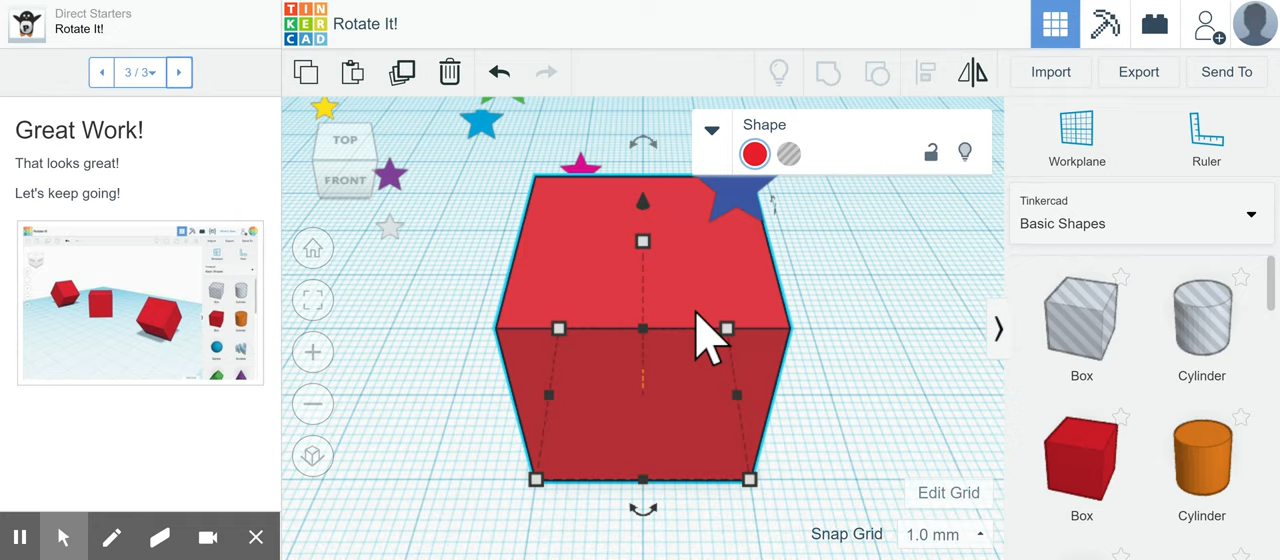 Direct Starters
Rotate It!
3 / 3
Great Work!
That looks great!
Let's keep going!
TIN
KER
CAD
Rotate It!
Import
Export
Send To
TOP
FRONT
Shape
Workplane
Ruler
Tinkercad
Basic Shapes
Box
Cylinder
Box
Cylinder
Edit Grid
Snap Grid
1.0 mm